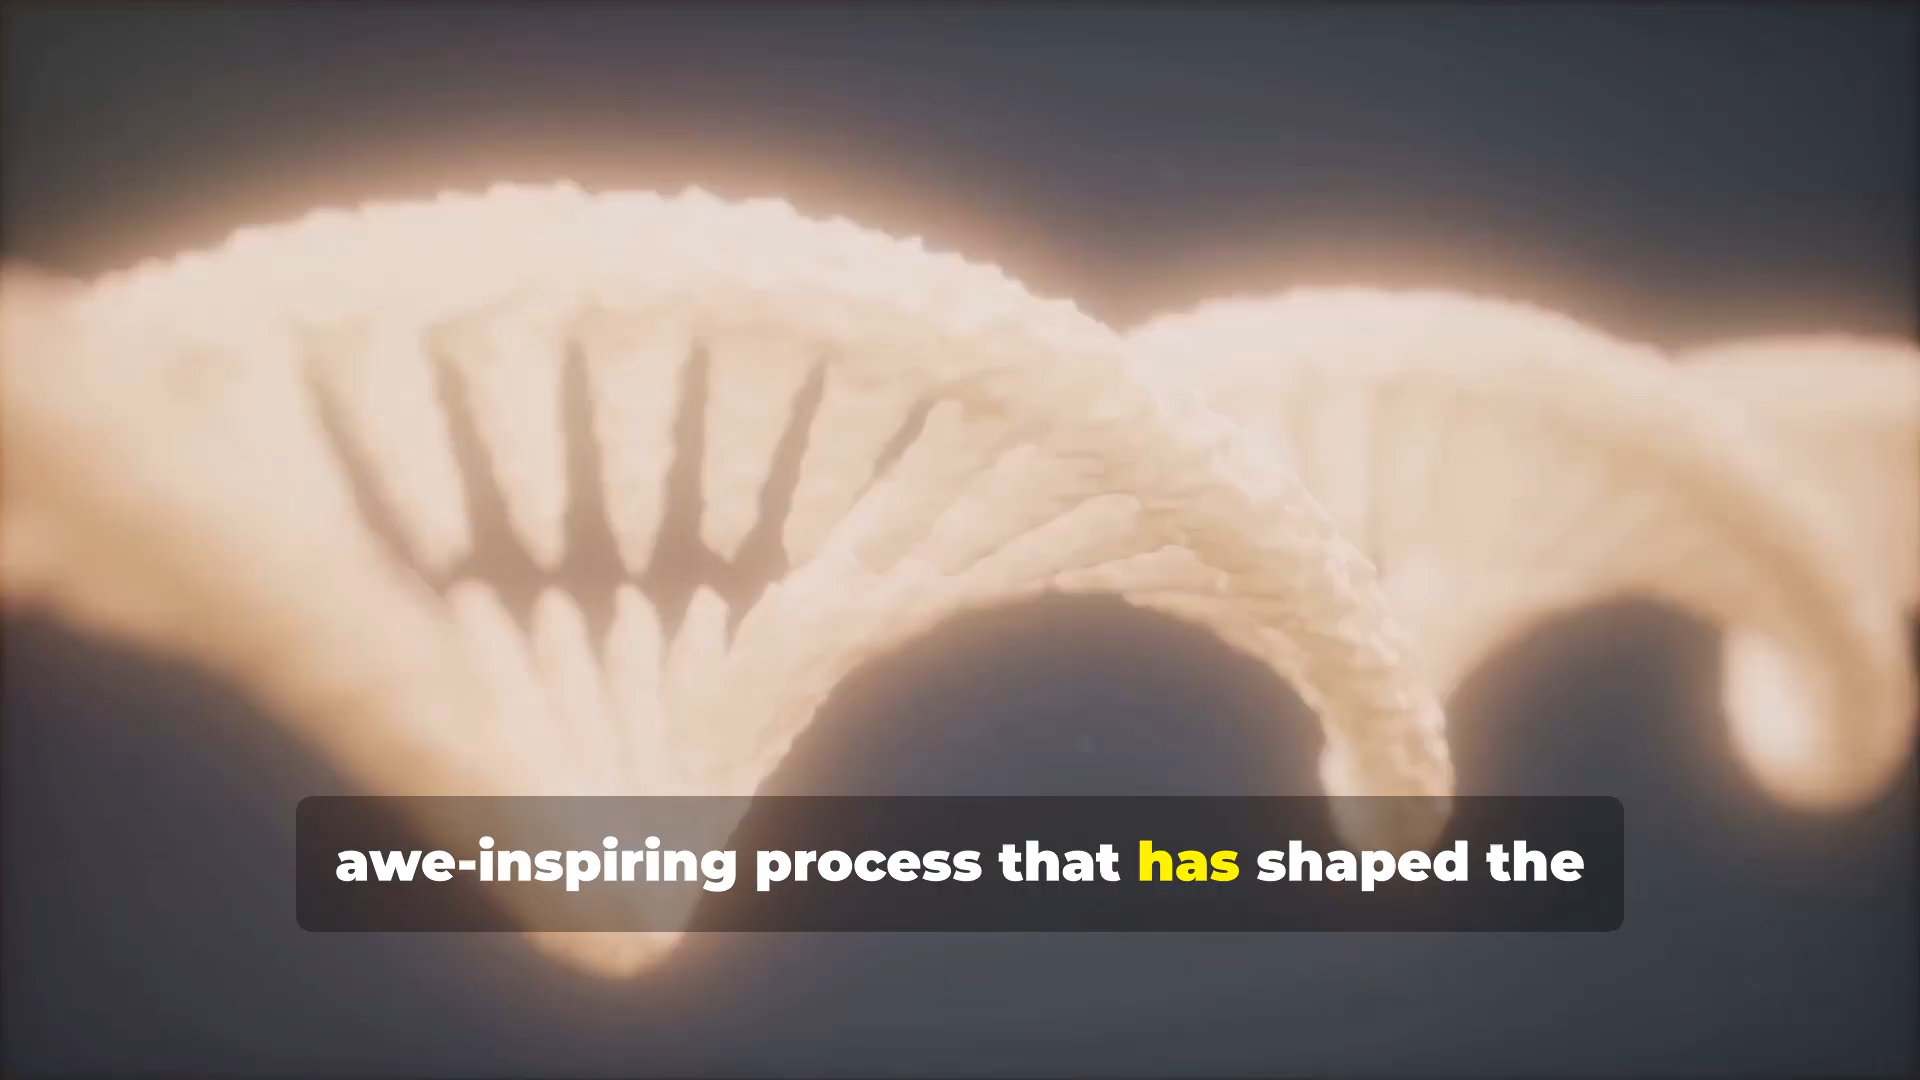 awe-inspiring process that has shaped the